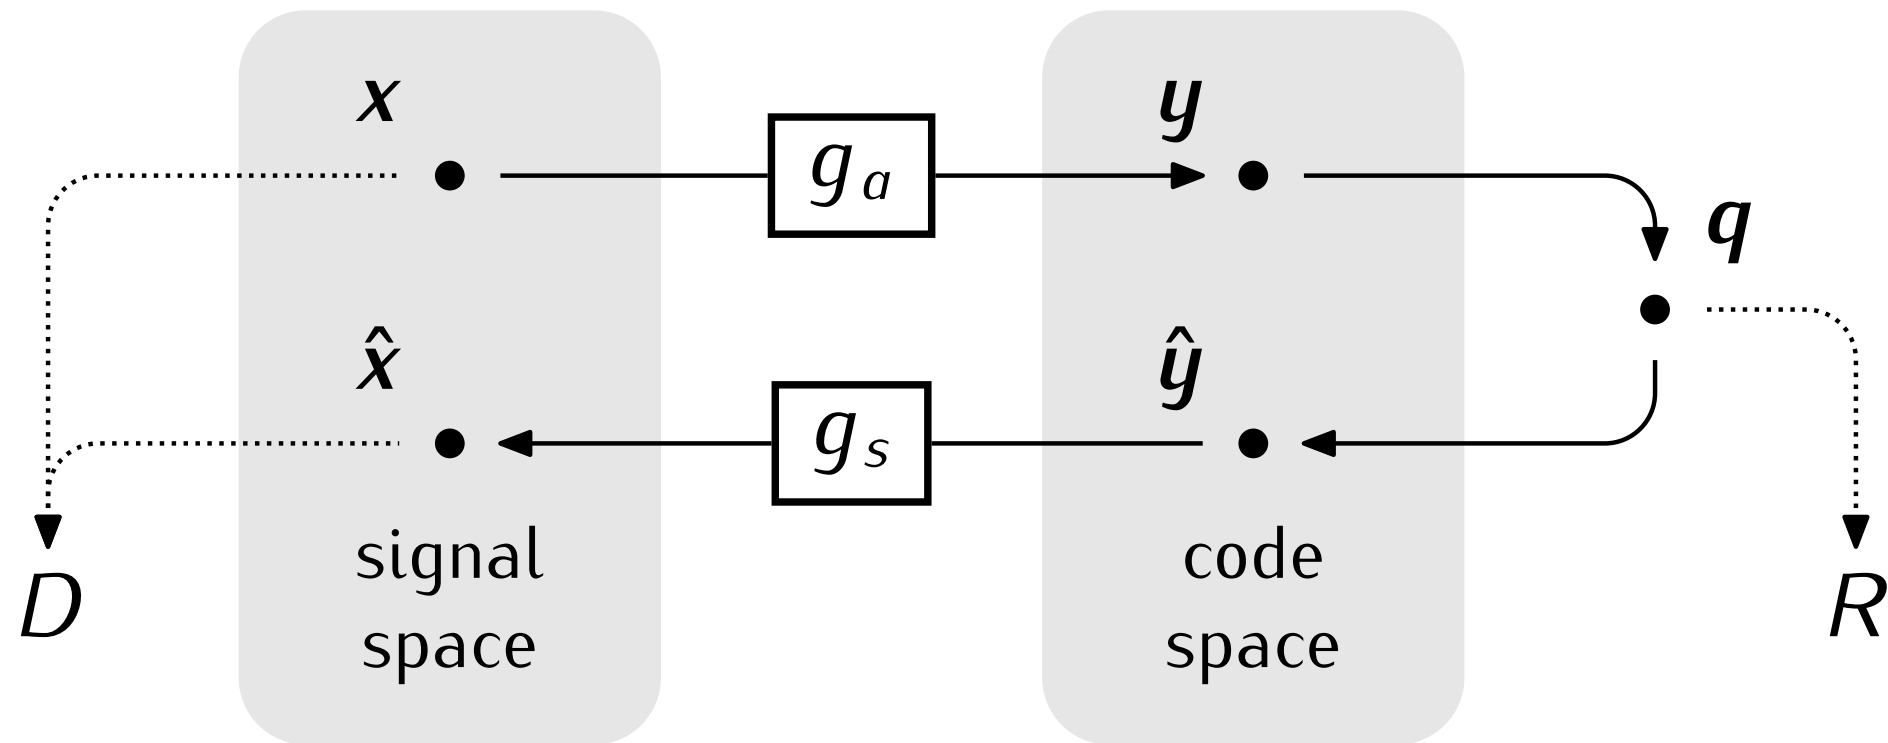 x
y
g_a
q
x̂
ŷ
g_s
signal space
code space
D
R